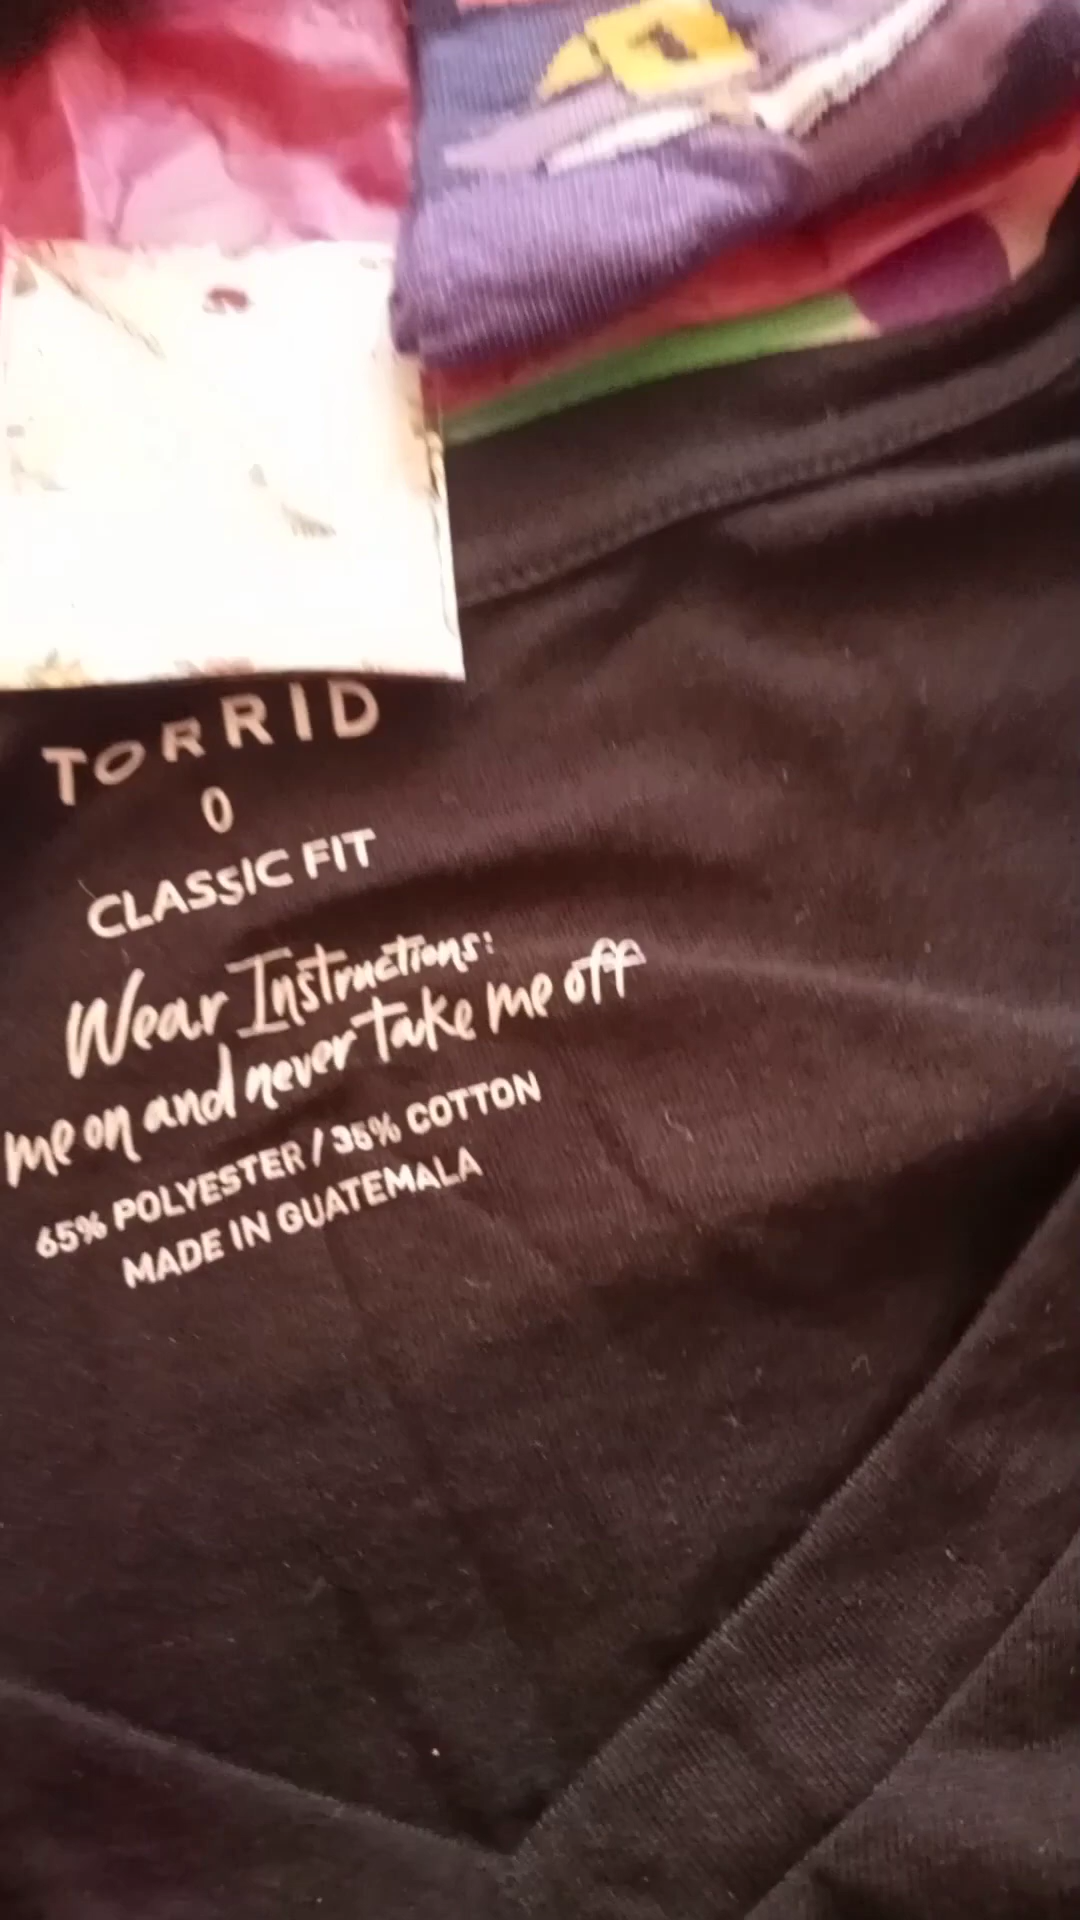 TORRID
0
CLASSIC FIT
Wear Instructions:
me on and never take me off
65% POLYESTER / 35% COTTON
MADE IN GUATEMALA